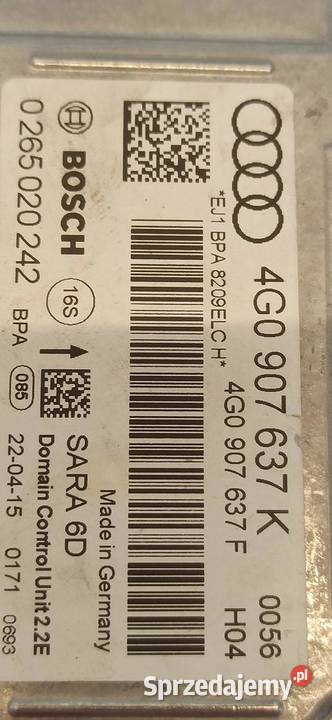 4G0 907 637 K 0056
4G0 907 637 F H04
*EJ1 BPA 8209ELC H*
Made in Germany
BOSCH 16S SARA 6D
Domain Control Unit 2.2E
0 265 020 242 BPA 085 22-04-15 0171 0693
Sprzedajemy.pl